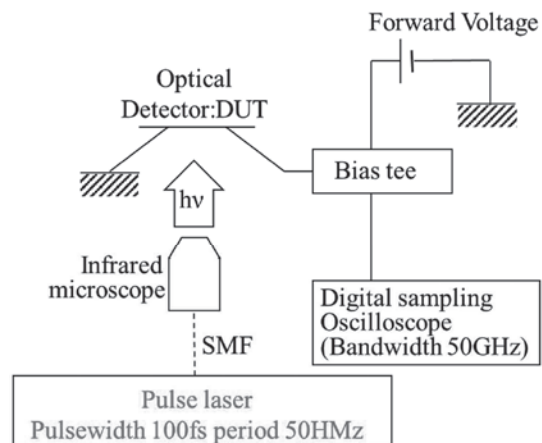 Forward Voltage
Optical
Detector:DUT
Bias tee
hν
Infrared
microscope
Digital sampling
Oscilloscope
(Bandwidth 50GHz)
SMF
Pulse laser
Pulsewidth 100fs period 50HMz